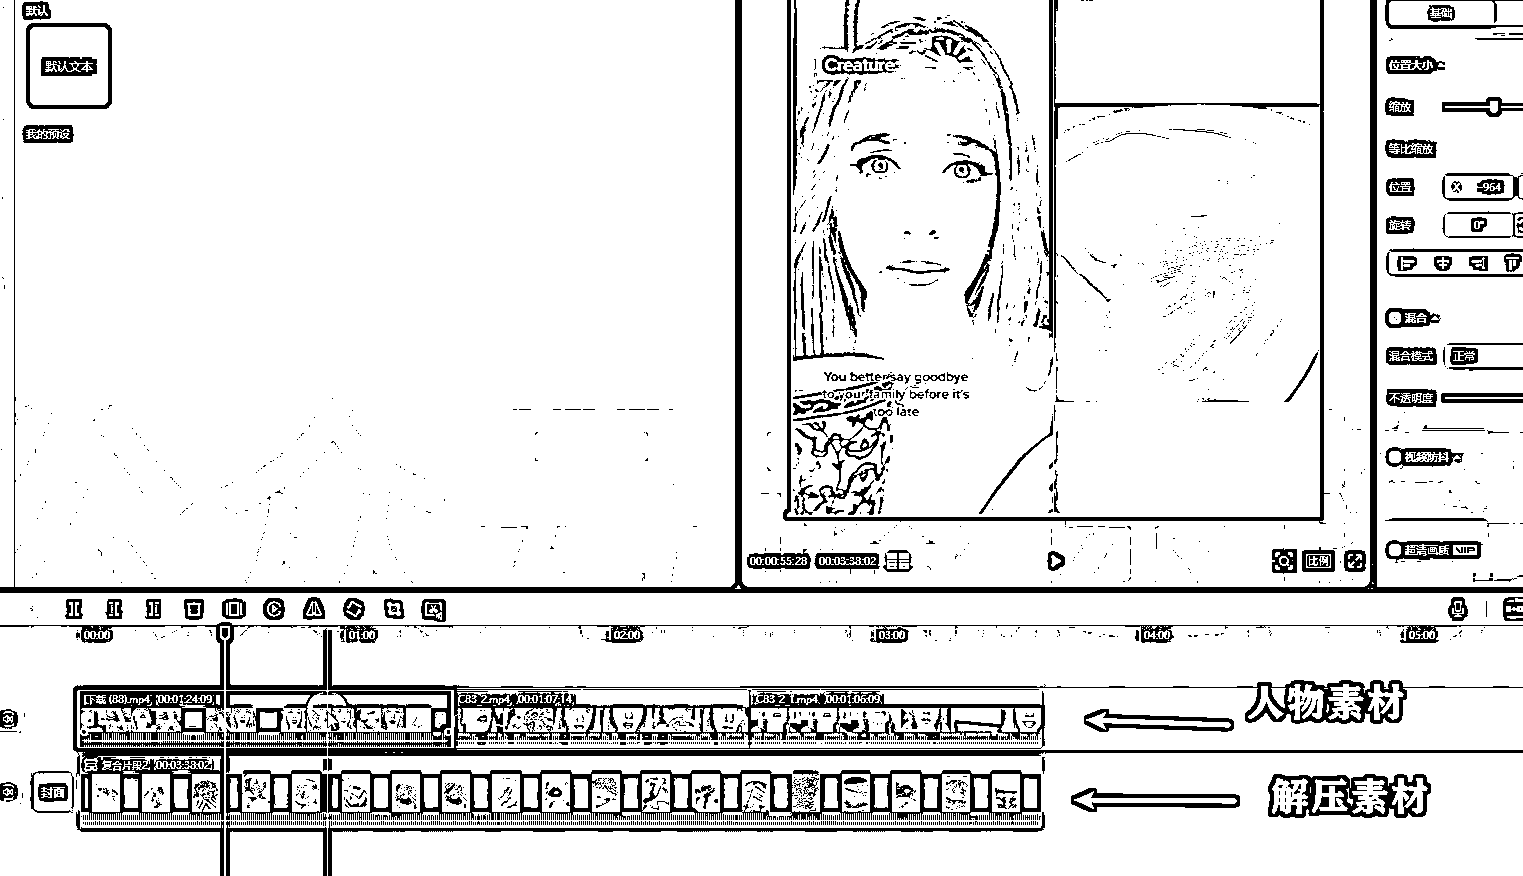 默认
默认文本
我的预设
Creature
You better say goodbye
to your family before it's
too late
00:00:55:28 00:03:38:02
比例
基础
位置大小
缩放
等比缩放
位置 X -964
旋转 0°
混合
混合模式 正常
不透明度
视频防抖
超清画质 VIP
00:00 01:00 02:00 03:00 04:00 05:00
下载 (88).mp4 00:01:24:09
C83_2.mp4 00:01:07:14
C83_2_1.mp4 00:01:06:09
人物素材
封面
复合片段2 00:03:38:02
解压素材